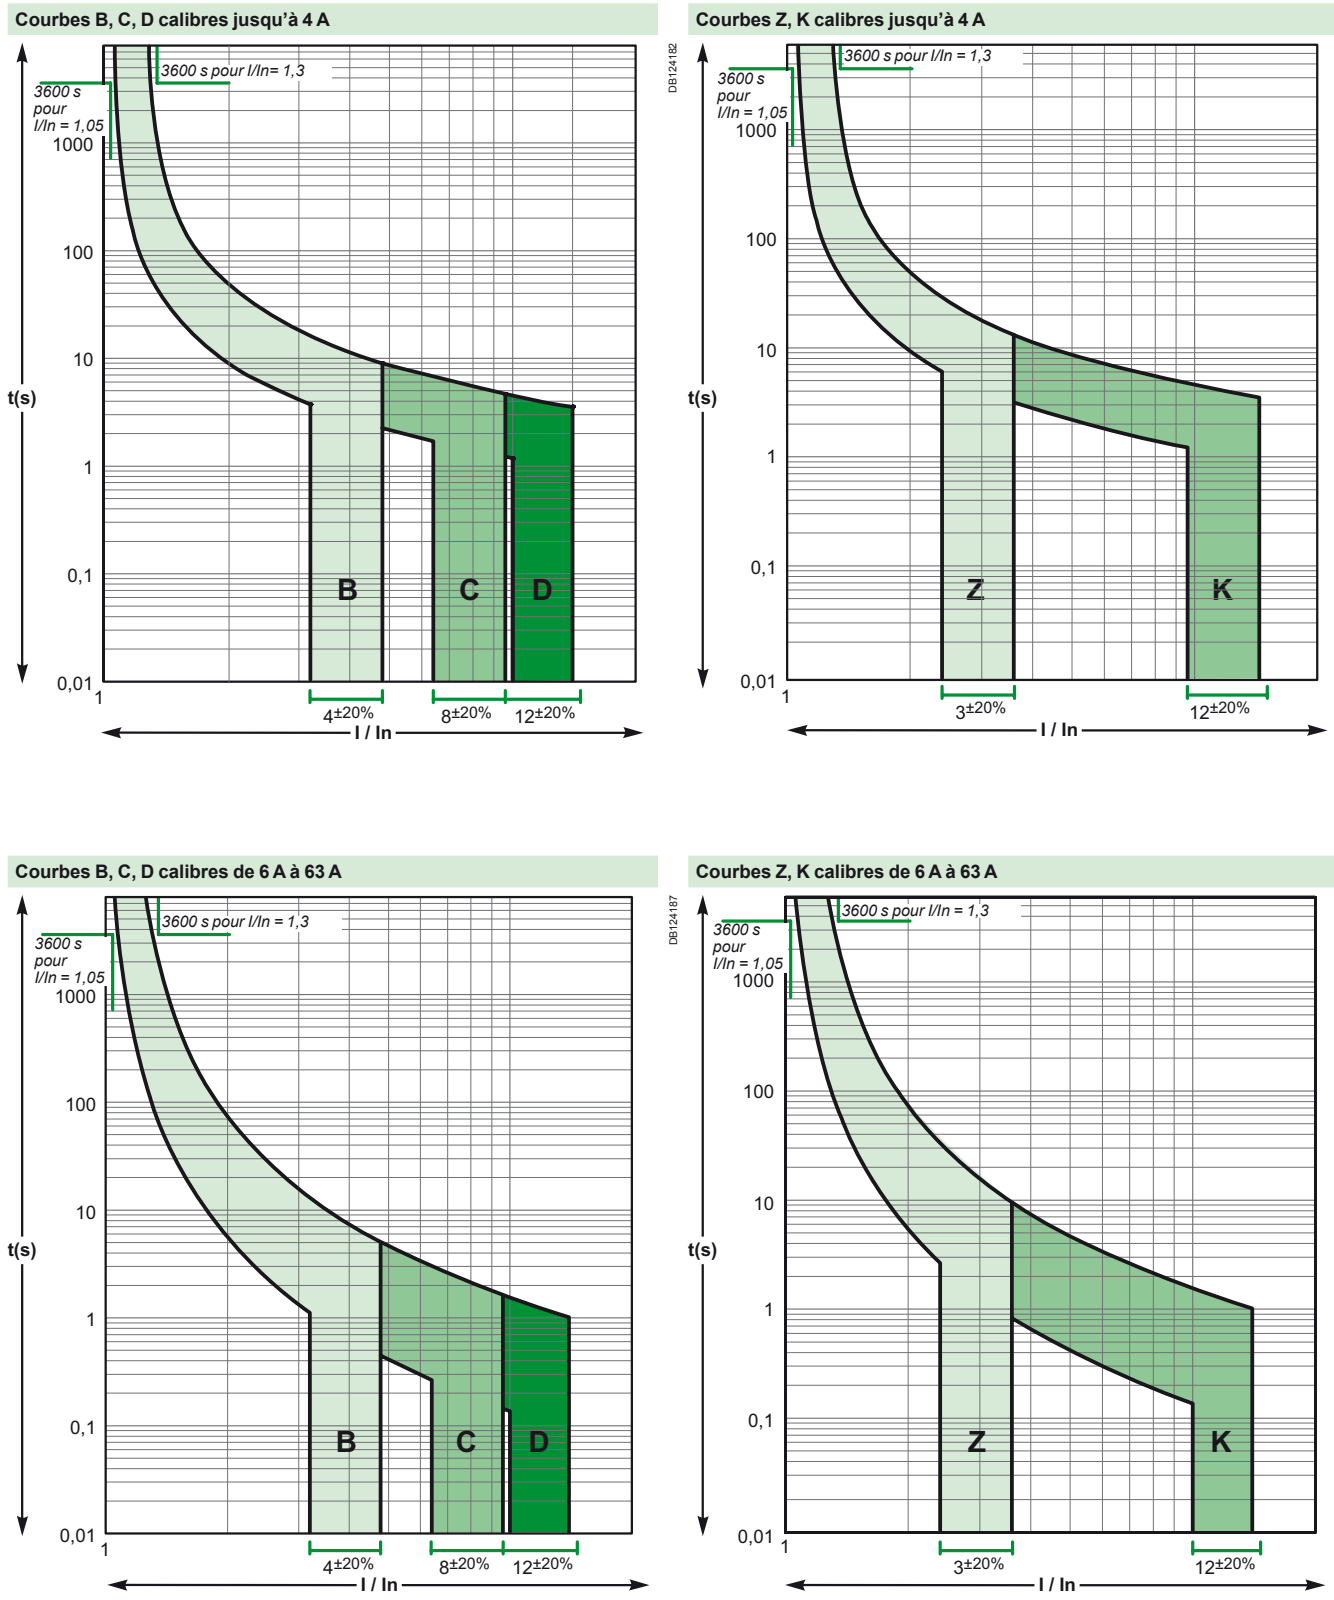 Courbes B, C, D calibres jusqu'à 4 A
3600 s pour I/In= 1,3
3600 s
pour
I/In = 1,05
1000
100
10
t(s)
1
0,1
0,01
B
C
D
1
4±20%
8±20%
12±20%
I / In
Courbes Z, K calibres jusqu'à 4 A
DB124182
3600 s pour I/In = 1,3
3600 s
pour
I/In = 1,05
1000
100
10
t(s)
1
0,1
0,01
Z
K
1
3±20%
12±20%
I / In
Courbes B, C, D calibres de 6 A à 63 A
3600 s pour I/In = 1,3
3600 s
pour
I/In = 1,05
1000
100
10
t(s)
1
0,1
0,01
B
C
D
1
4±20%
8±20%
12±20%
I / In
Courbes Z, K calibres de 6 A à 63 A
DB124187
3600 s pour I/In = 1,3
3600 s
pour
I/In = 1,05
1000
100
10
t(s)
1
0,1
0,01
Z
K
1
3±20%
12±20%
I / In